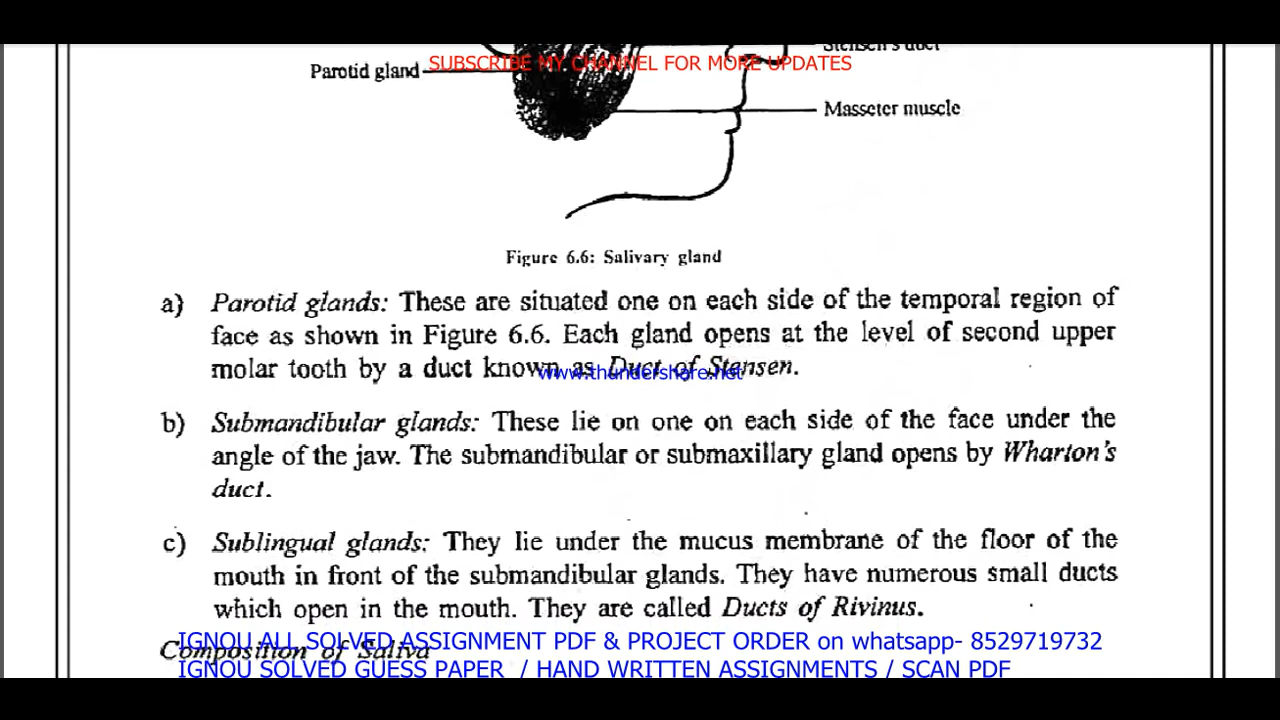 Stensen's duct
SUBSCRIBE MY CHANNEL FOR MORE UPDATES
Parotid gland
Masseter muscle
Figure 6.6: Salivary gland
a) Parotid glands: These are situated one on each side of the temporal region of
face as shown in Figure 6.6. Each gland opens at the level of second upper
molar tooth by a duct known as Duct of Stensen.
www.thundershare.net
b) Submandibular glands: These lie on one on each side of the face under the
angle of the jaw. The submandibular or submaxillary gland opens by Wharton's
duct.
c) Sublingual glands: They lie under the mucus membrane of the floor of the
mouth in front of the submandibular glands. They have numerous small ducts
which open in the mouth. They are called Ducts of Rivinus.
IGNOU ALL SOLVED ASSIGNMENT PDF & PROJECT ORDER on whatsapp- 8529719732
Composition of Saliva
IGNOU SOLVED GUESS PAPER / HAND WRITTEN ASSIGNMENTS / SCAN PDF